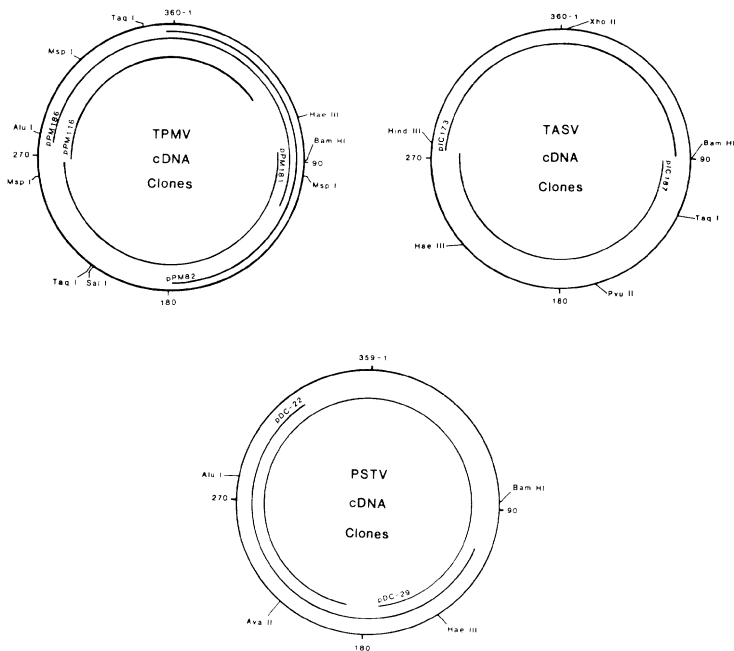 360-1
Taq I
Msp I
Alu I
270
Msp I
Taq I
Sal I
180
Msp I
90
Bam HI
Hae III
pPM186
pPM116
pPM181
pPM82
TPMV
cDNA
Clones
360-1
Xho II
Hind III
270
Hae III
180
Pvu II
Taq I
90
Bam HI
pIC173
pIC187
TASV
cDNA
Clones
359-1
Alu I
270
Ava II
180
Hae III
90
Bam HI
pDC-22
pDC-29
PSTV
cDNA
Clones